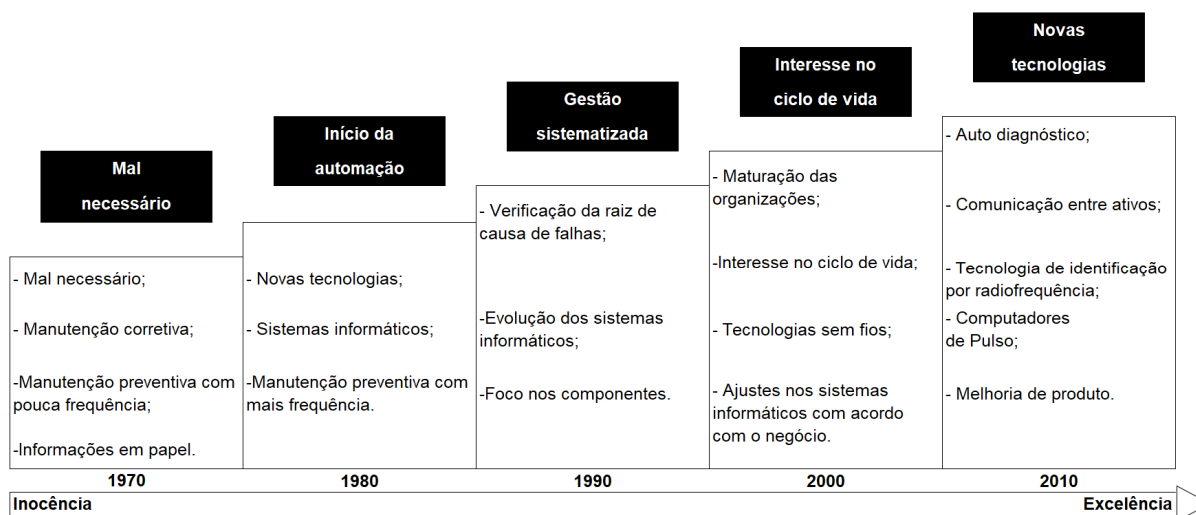 Mal
necessário
- Mal necessário;
- Manutenção corretiva;
-Manutenção preventiva com
pouca frequência;
-Informações em papel.
1970
Início da
automação
- Novas tecnologias;
- Sistemas informáticos;
-Manutenção preventiva com
mais frequência.
1980
Gestão
sistematizada
- Verificação da raiz de
causa de falhas;
-Evolução dos sistemas
informáticos;
-Foco nos componentes.
1990
Interesse no
ciclo de vida
- Maturação das
organizações;
-Interesse no ciclo de vida;
- Tecnologias sem fios;
- Ajustes nos sistemas
informáticos com acordo
com o negócio.
2000
Novas
tecnologias
- Auto diagnóstico;
- Comunicação entre ativos;
- Tecnologia de identificação
por radiofrequência;
- Computadores
de Pulso;
- Melhoria de produto.
2010
Inocência
Excelência